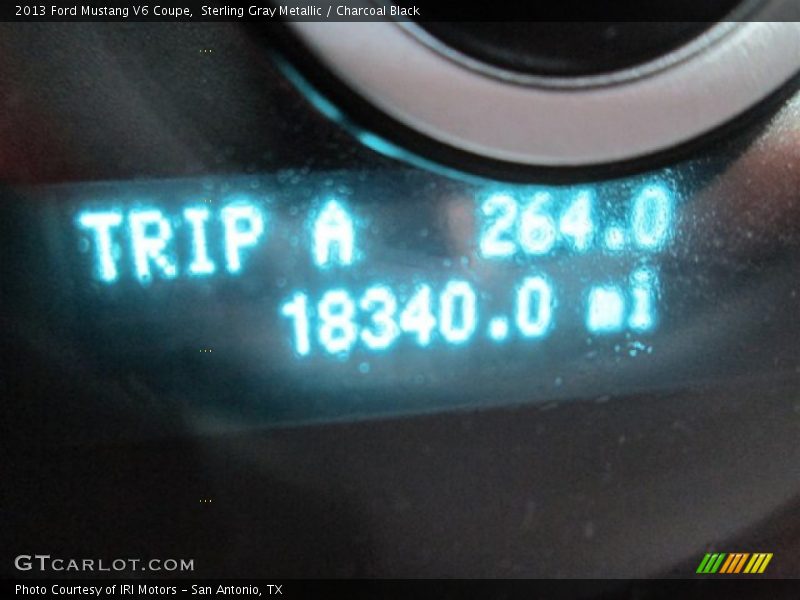 2013 Ford Mustang V6 Coupe, Sterling Gray Metallic / Charcoal Black
TRIP A 264.0
18340.0 mi
GTCARLOT.COM
Photo Courtesy of IRI Motors - San Antonio, TX